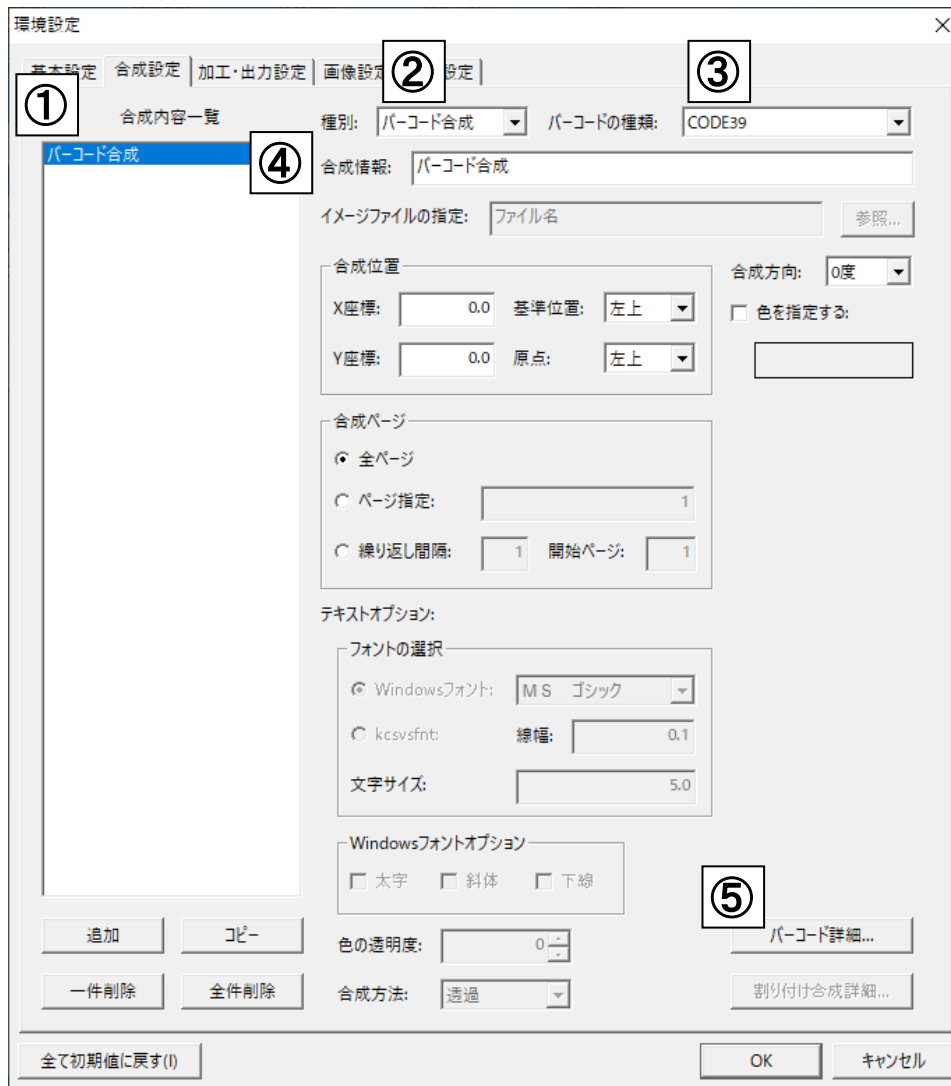 環境設定
基本設定 合成設定 加工・出力設定 画像設定 設定
① ② ③
合成内容一覧
種別: バーコード合成 バーコードの種類: CODE39
バーコード合成
④ 合成情報: バーコード合成
イメージファイルの指定: ファイル名 参照...
合成位置
合成方向: 0度
X座標: 0.0 基準位置: 左上
色を指定する:
Y座標: 0.0 原点: 左上
合成ページ
全ページ
ページ指定: 1
繰り返し間隔: 1 開始ページ: 1
テキストオプション:
フォントの選択
Windowsフォント: MS ゴシック
kcsvsfnt: 線幅: 0.1
文字サイズ: 5.0
Windowsフォントオプション
太字 斜体 下線
⑤
追加 コピー 色の透明度: 0 バーコード詳細...
一件削除 全件削除 合成方法: 透過 割り付け合成詳細...
全て初期値に戻す(I) OK キャンセル